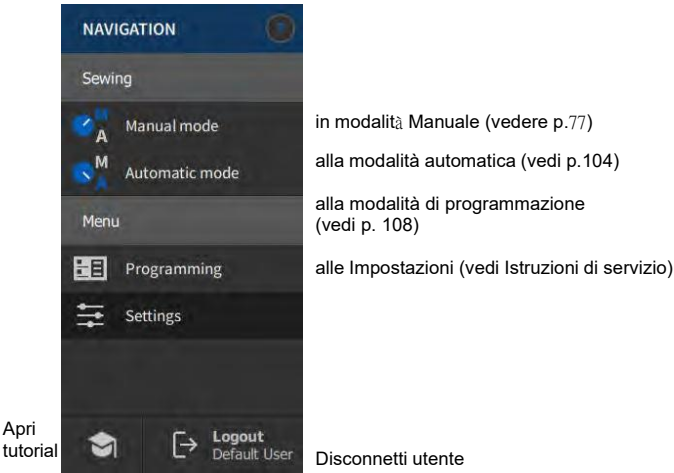 NAVIGATION
Sewing
M
A
Manual mode
in modalità Manuale (vedere p.77)
M
A
Automatic mode
alla modalità automatica (vedi p.104)
Menu
alla modalità di programmazione
(vedi p. 108)
Programming
alle Impostazioni (vedi Istruzioni di servizio)
Settings
Apri
tutorial
Logout
Default User
Disconnetti utente